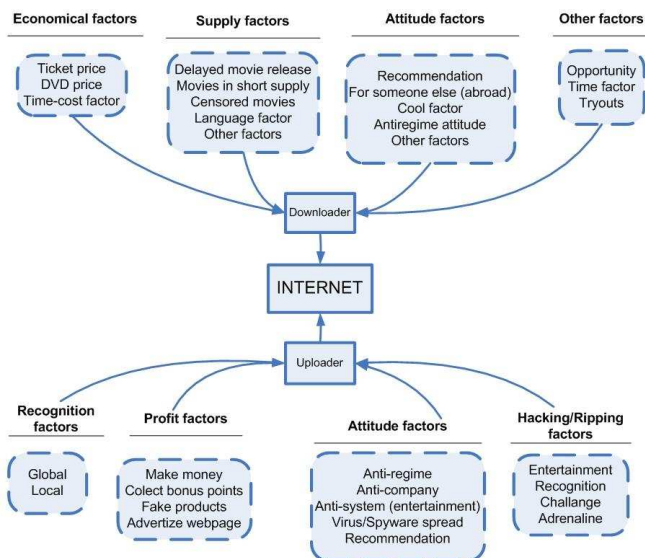 Economical factors
Supply factors
Attitude factors
Other factors
Ticket price
DVD price
Time-cost factor
Delayed movie release
Movies in short supply
Censored movies
Language factor
Other factors
Recommendation
For someone else (abroad)
Cool factor
Antiregime attitude
Other factors
Opportunity
Time factor
Tryouts
Downloader
INTERNET
Uploader
Recognition
factors
Profit factors
Attitude factors
Hacking/Ripping
factors
Global
Local
Make money
Colect bonus points
Fake products
Advertize webpage
Anti-regime
Anti-company
Anti-system (entertainment)
Virus/Spyware spread
Recommendation
Entertainment
Recognition
Challange
Adrenaline